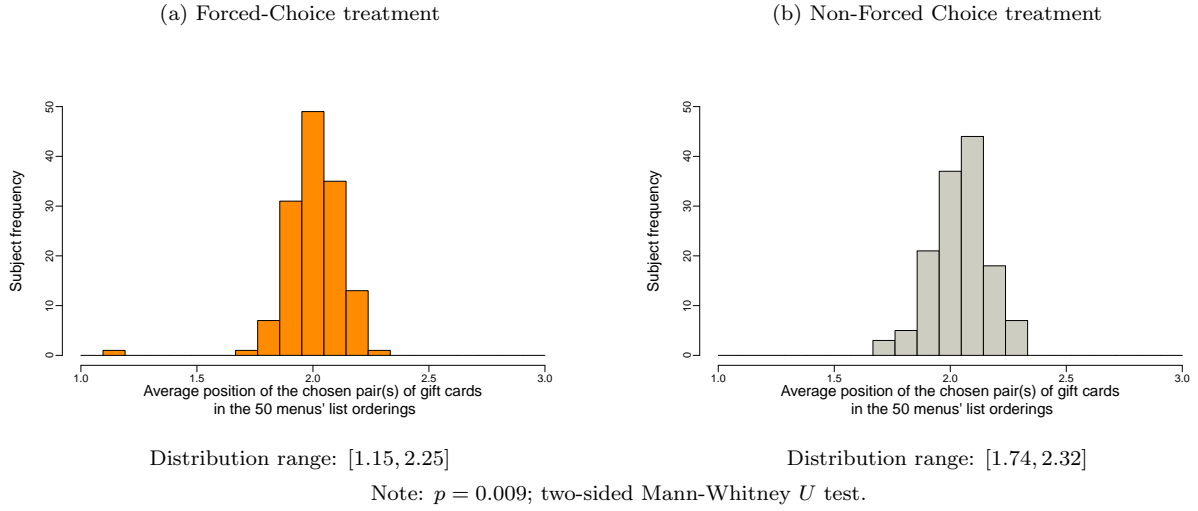 (a) Forced-Choice treatment
50
40
30
20
10
0
Subject frequency
1.0 1.5 2.0 2.5 3.0
Average position of the chosen pair(s) of gift cards
in the 50 menus' list orderings
Distribution range: [1.15, 2.25]
(b) Non-Forced Choice treatment
50
40
30
20
10
0
Subject frequency
1.0 1.5 2.0 2.5 3.0
Average position of the chosen pair(s) of gift cards
in the 50 menus' list orderings
Distribution range: [1.74, 2.32]
Note: p = 0.009; two-sided Mann-Whitney U test.